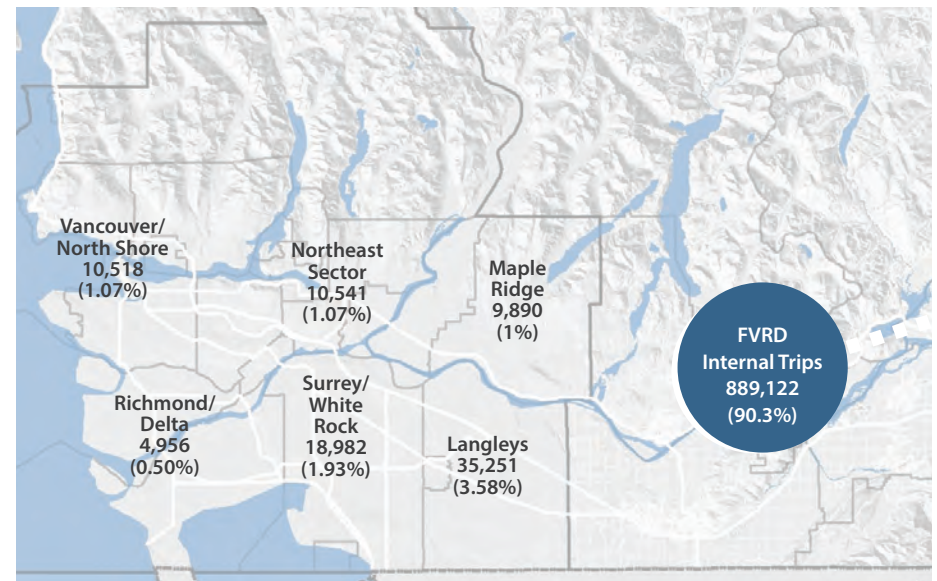 Vancouver/
North Shore
10,518
(1.07%)
Northeast
Sector
10,541
(1.07%)
Maple
Ridge
9,890
(1%)
FVRD
Internal Trips
889,122
(90.3%)
Richmond/
Delta
4,956
(0.50%)
Surrey/
White
Rock
18,982
(1.93%)
Langleys
35,251
(3.58%)